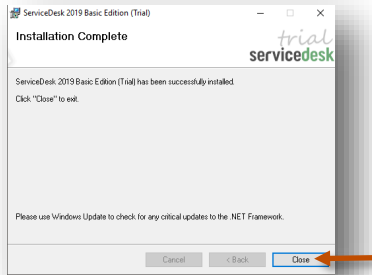 ServiceDesk 2019 Basic Edition (Trial)
Installation Complete
trial
servicedesk
ServiceDesk 2019 Basic Edition (Trial) has been successfully installed.
Click "Close" to exit.
Please use Windows Update to check for any critical updates to the .NET Framework.
Cancel < Back Close